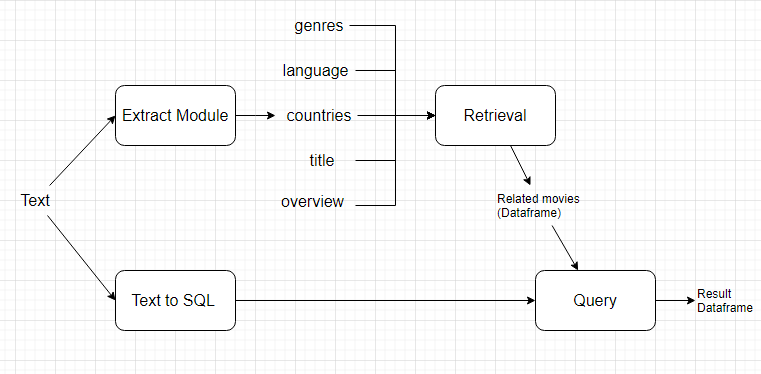 genres
language
Extract Module
countries
Retrieval
title
overview
Text
Related movies
(Dataframe)
Text to SQL
Query
Result
Dataframe